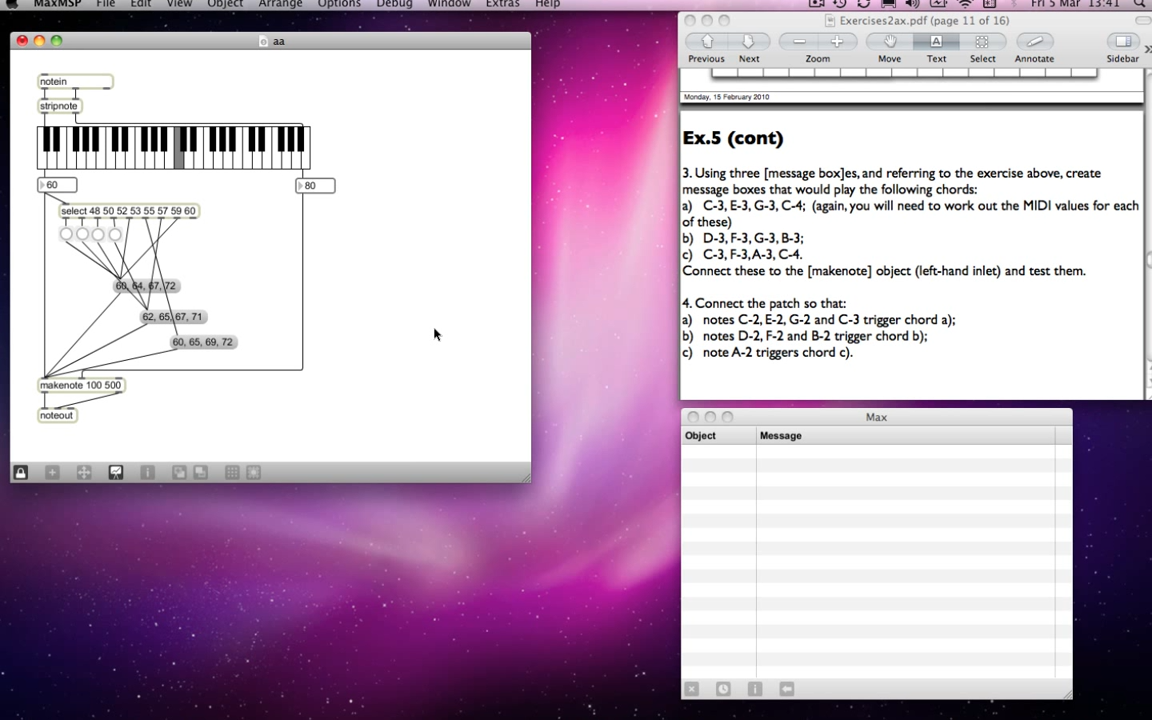 MaxMSP File Edit View Object Arrange Options Debug Window Extras Help Fri 5 Mar 13:41
aa
notein
stripnote
60
80
select 48 50 52 53 55 57 59 60
60, 64, 67, 72
62, 65, 67, 71
60, 65, 69, 72
makenote 100 500
noteout
Exercises2ax.pdf (page 11 of 16)
Previous Next Zoom Move Text Select Annotate Sidebar
Monday, 15 February 2010
Ex.5 (cont)
3. Using three [message box]es, and referring to the exercise above, create
message boxes that would play the following chords:
a) C-3, E-3, G-3, C-4; (again, you will need to work out the MIDI values for each
of these)
b) D-3, F-3, G-3, B-3;
c) C-3, F-3, A-3, C-4.
Connect these to the [makenote] object (left-hand inlet) and test them.
4. Connect the patch so that:
a) notes C-2, E-2, G-2 and C-3 trigger chord a);
b) notes D-2, F-2 and B-2 trigger chord b);
c) note A-2 triggers chord c).
Max
Object Message